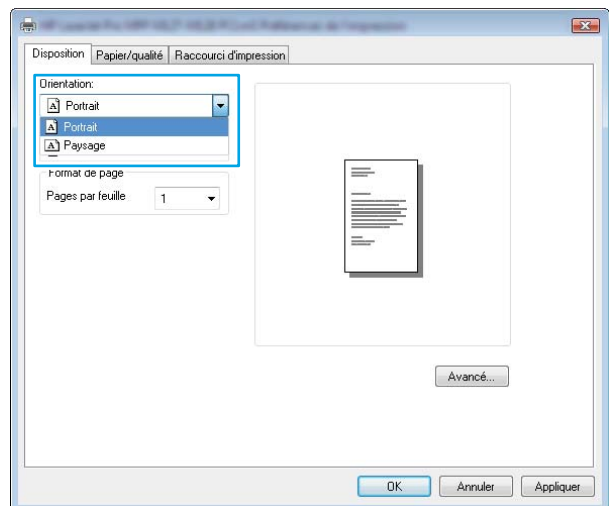 Disposition
Papier/qualité
Raccourci d'impression
Orientation:
Portrait
Portrait
Paysage
Format de page
Pages par feuille 1
Avancé...
OK Annuler Appliquer